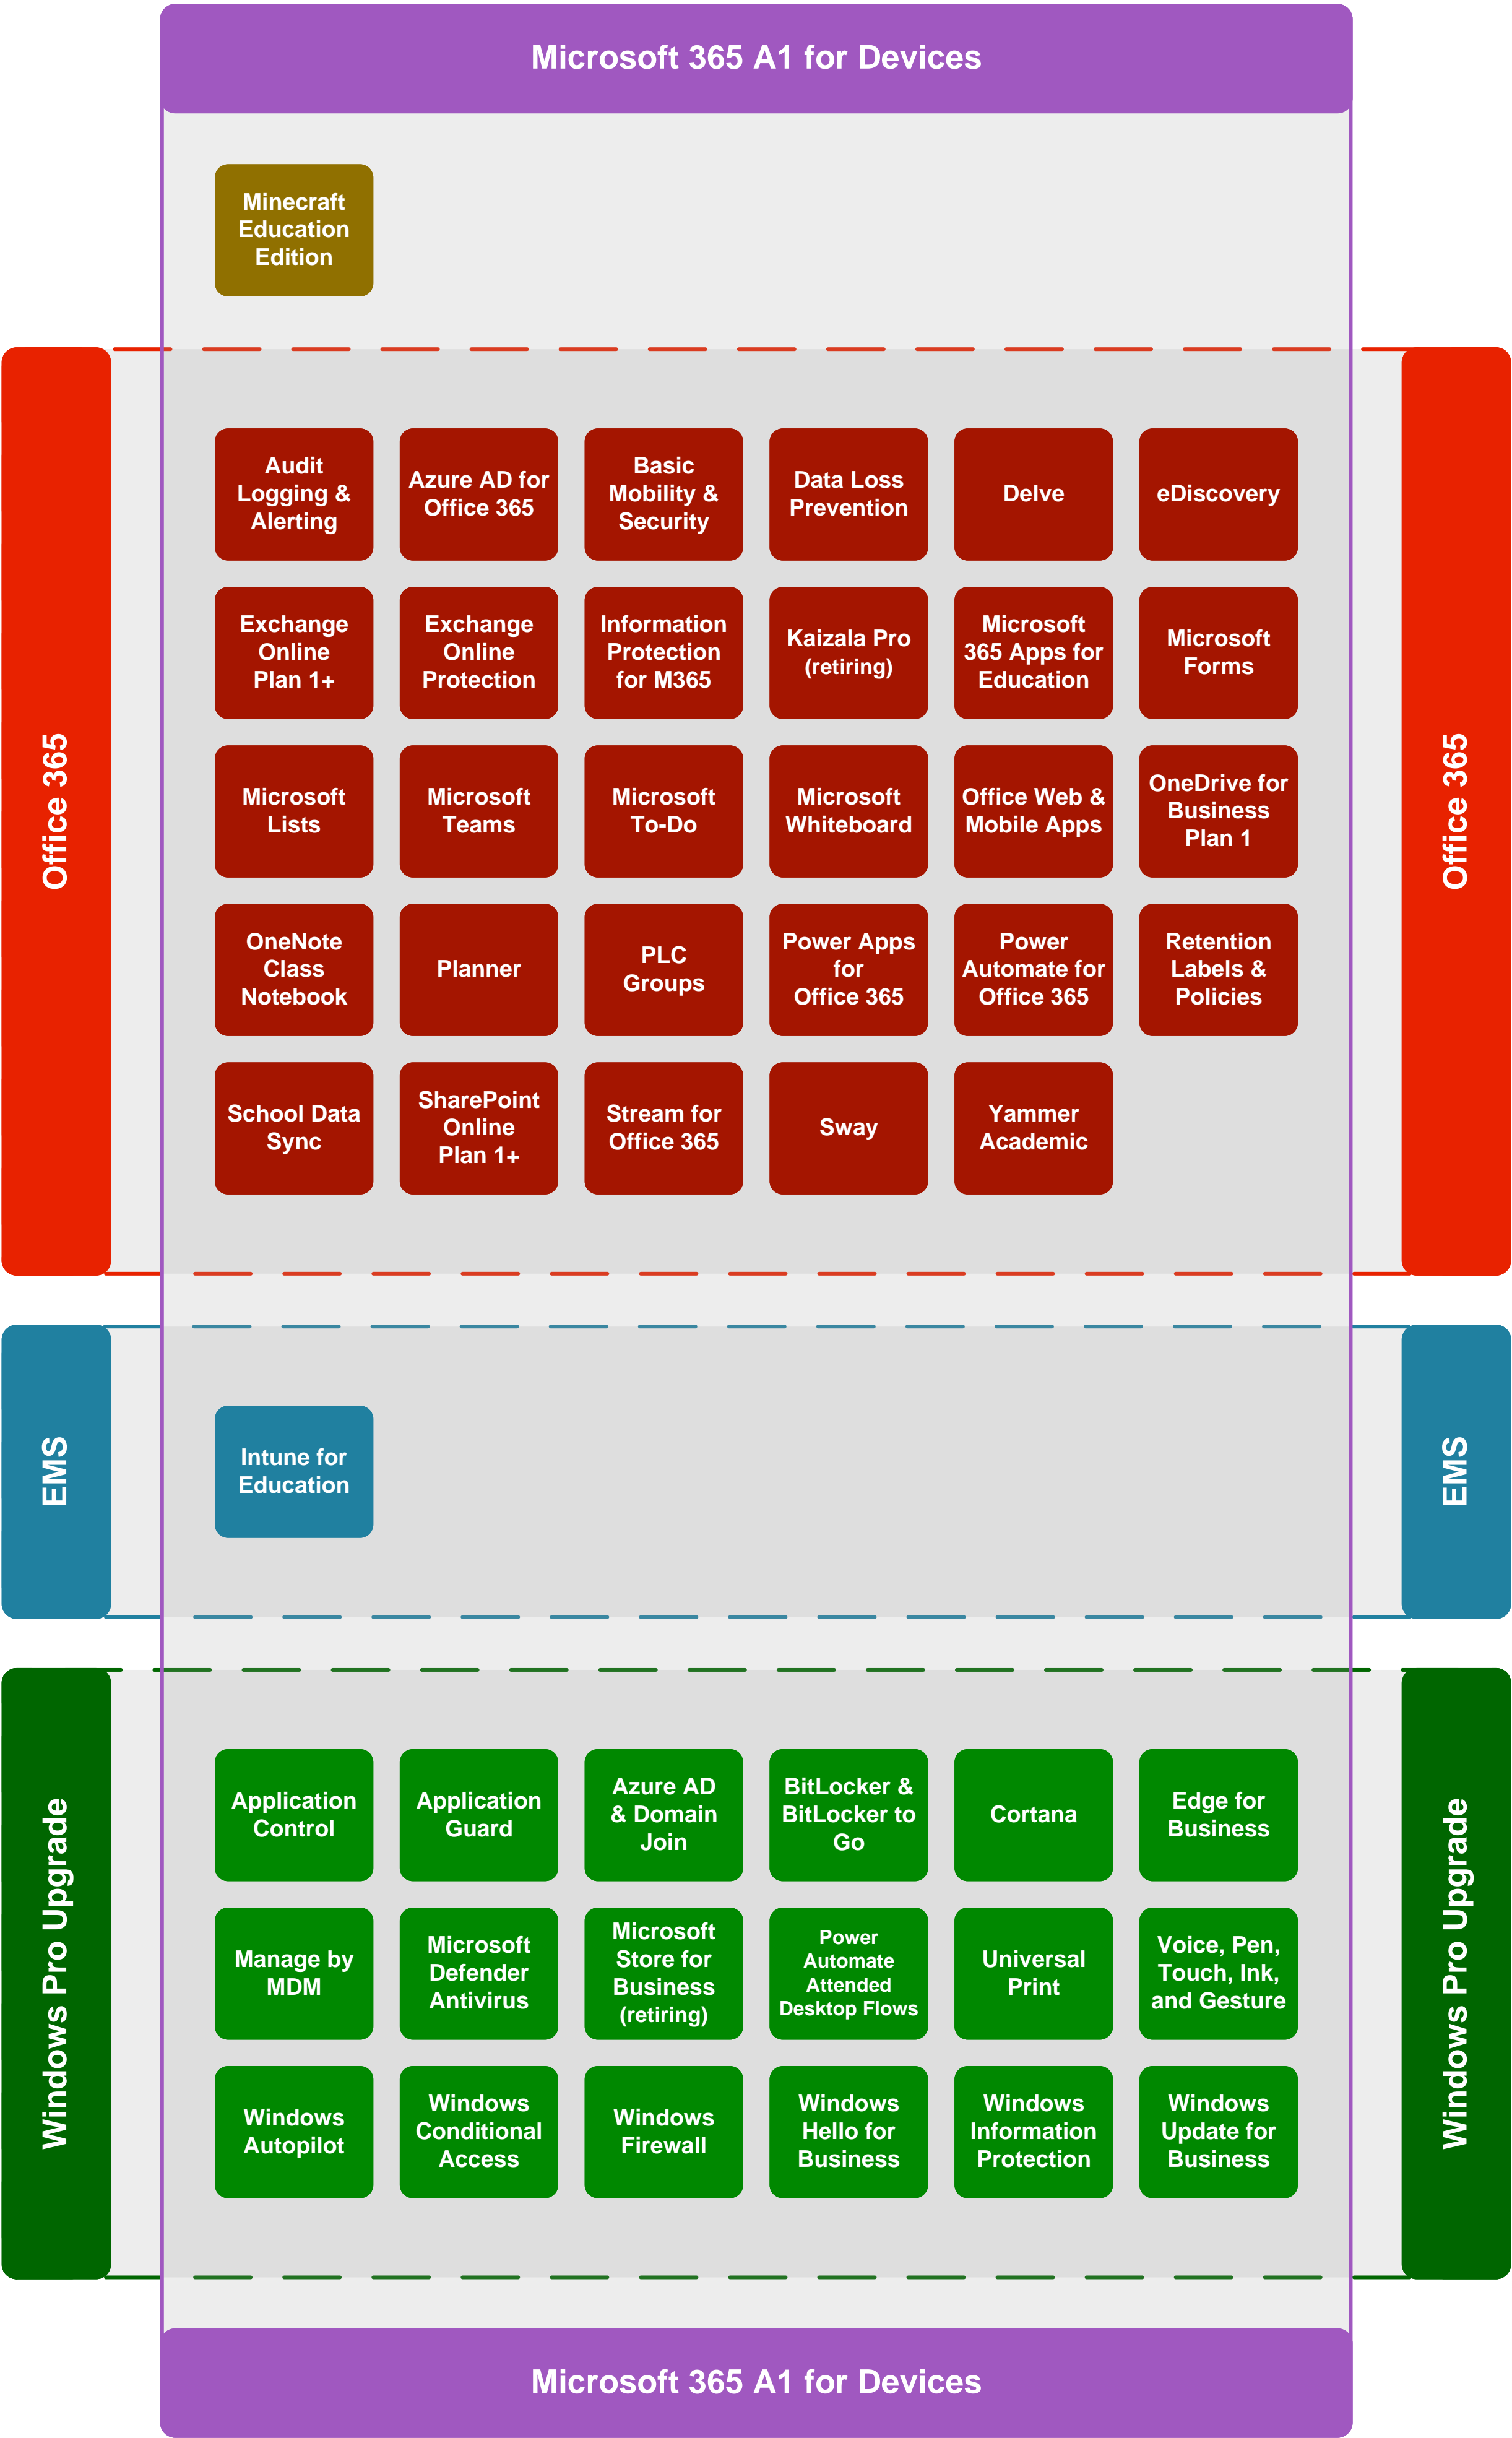 Microsoft 365 A1 for Devices
Minecraft
Education
Edition
Office 365
Office 365
Audit
Logging &
Alerting
Azure AD for
Office 365
Basic
Mobility &
Security
Data Loss
Prevention
Delve
eDiscovery
Exchange
Online
Plan 1+
Exchange
Online
Protection
Information
Protection
for M365
Kaizala Pro
(retiring)
Microsoft
365 Apps for
Education
Microsoft
Forms
Microsoft
Lists
Microsoft
Teams
Microsoft
To-Do
Microsoft
Whiteboard
Office Web &
Mobile Apps
OneDrive for
Business
Plan 1
OneNote
Class
Notebook
Planner
PLC
Groups
Power Apps
for
Office 365
Power
Automate for
Office 365
Retention
Labels &
Policies
School Data
Sync
SharePoint
Online
Plan 1+
Stream for
Office 365
Sway
Yammer
Academic
EMS
EMS
Intune for
Education
Windows Pro Upgrade
Windows Pro Upgrade
Application
Control
Application
Guard
Azure AD
& Domain
Join
BitLocker &
BitLocker to
Go
Cortana
Edge for
Business
Manage by
MDM
Microsoft
Defender
Antivirus
Microsoft
Store for
Business
(retiring)
Power
Automate
Attended
Desktop Flows
Universal
Print
Voice, Pen,
Touch, Ink,
and Gesture
Windows
Autopilot
Windows
Conditional
Access
Windows
Firewall
Windows
Hello for
Business
Windows
Information
Protection
Windows
Update for
Business
Microsoft 365 A1 for Devices